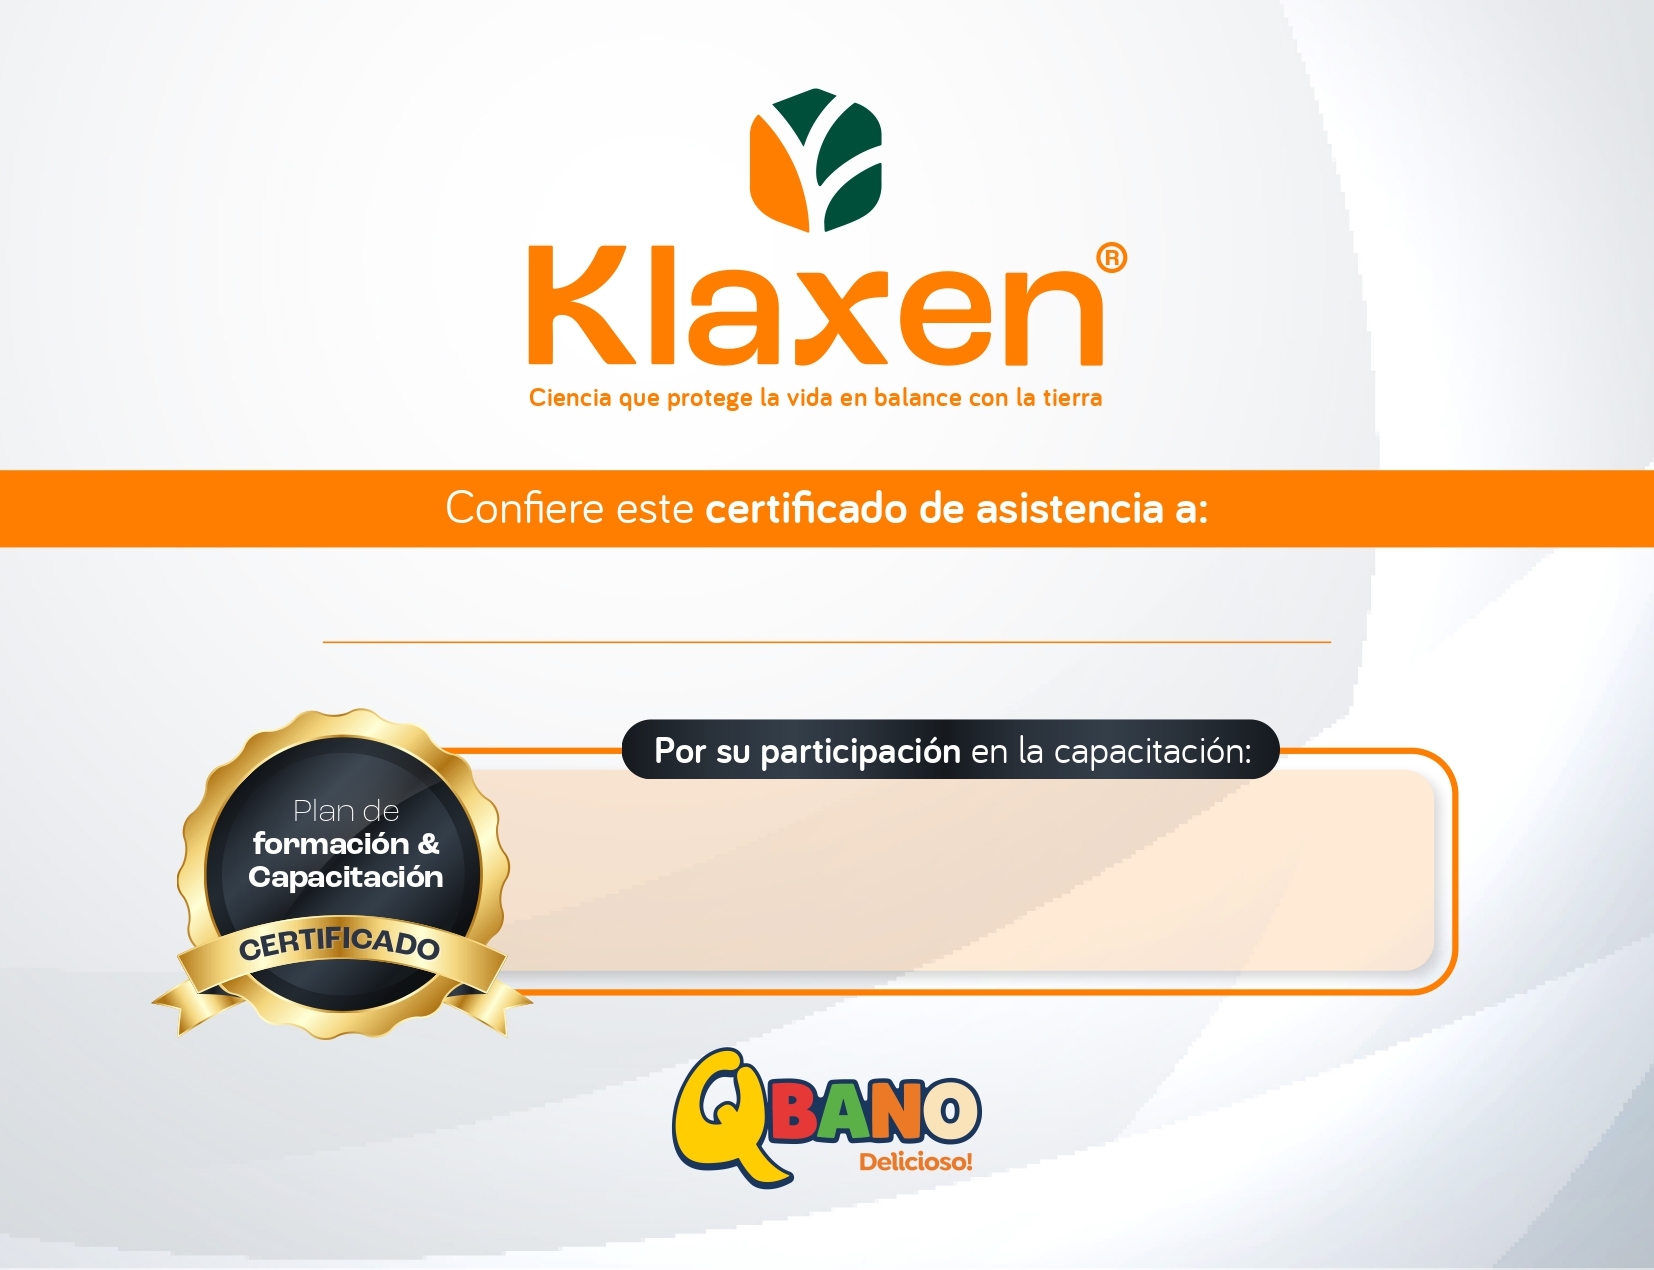 Klaxen®
Ciencia que protege la vida en balance con la tierra
Confiere este certificado de asistencia a:
Por su participación en la capacitación:
Plan de
formación &
Capacitación
CERTIFICADO
QBANO
Delicioso!